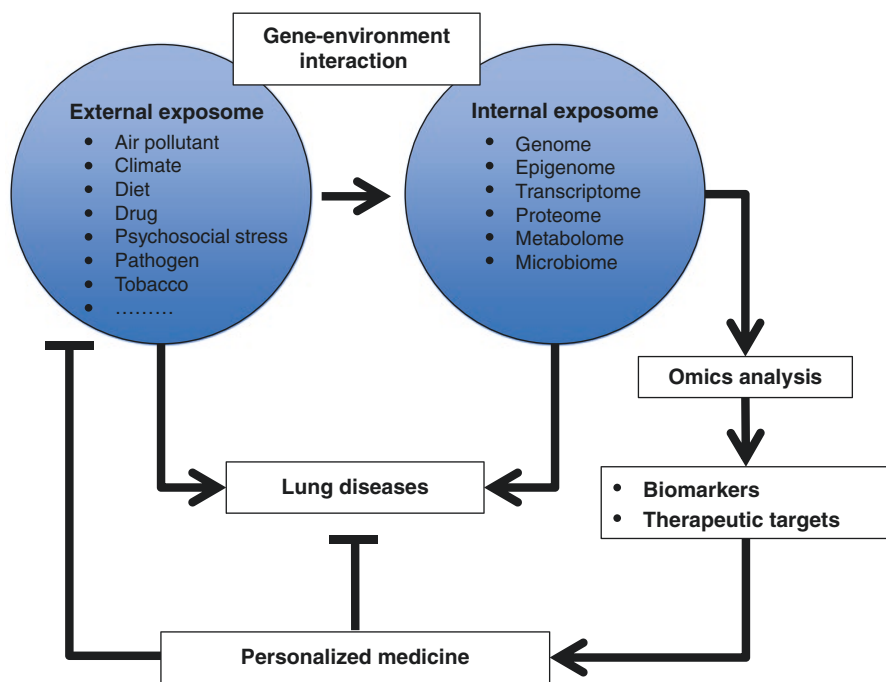 Gene-environment
interaction
External exposome
• Air pollutant
• Climate
• Diet
• Drug
• Psychosocial stress
• Pathogen
• Tobacco
• ………
Internal exposome
• Genome
• Epigenome
• Transcriptome
• Proteome
• Metabolome
• Microbiome
Omics analysis
• Biomarkers
• Therapeutic targets
Lung diseases
Personalized medicine